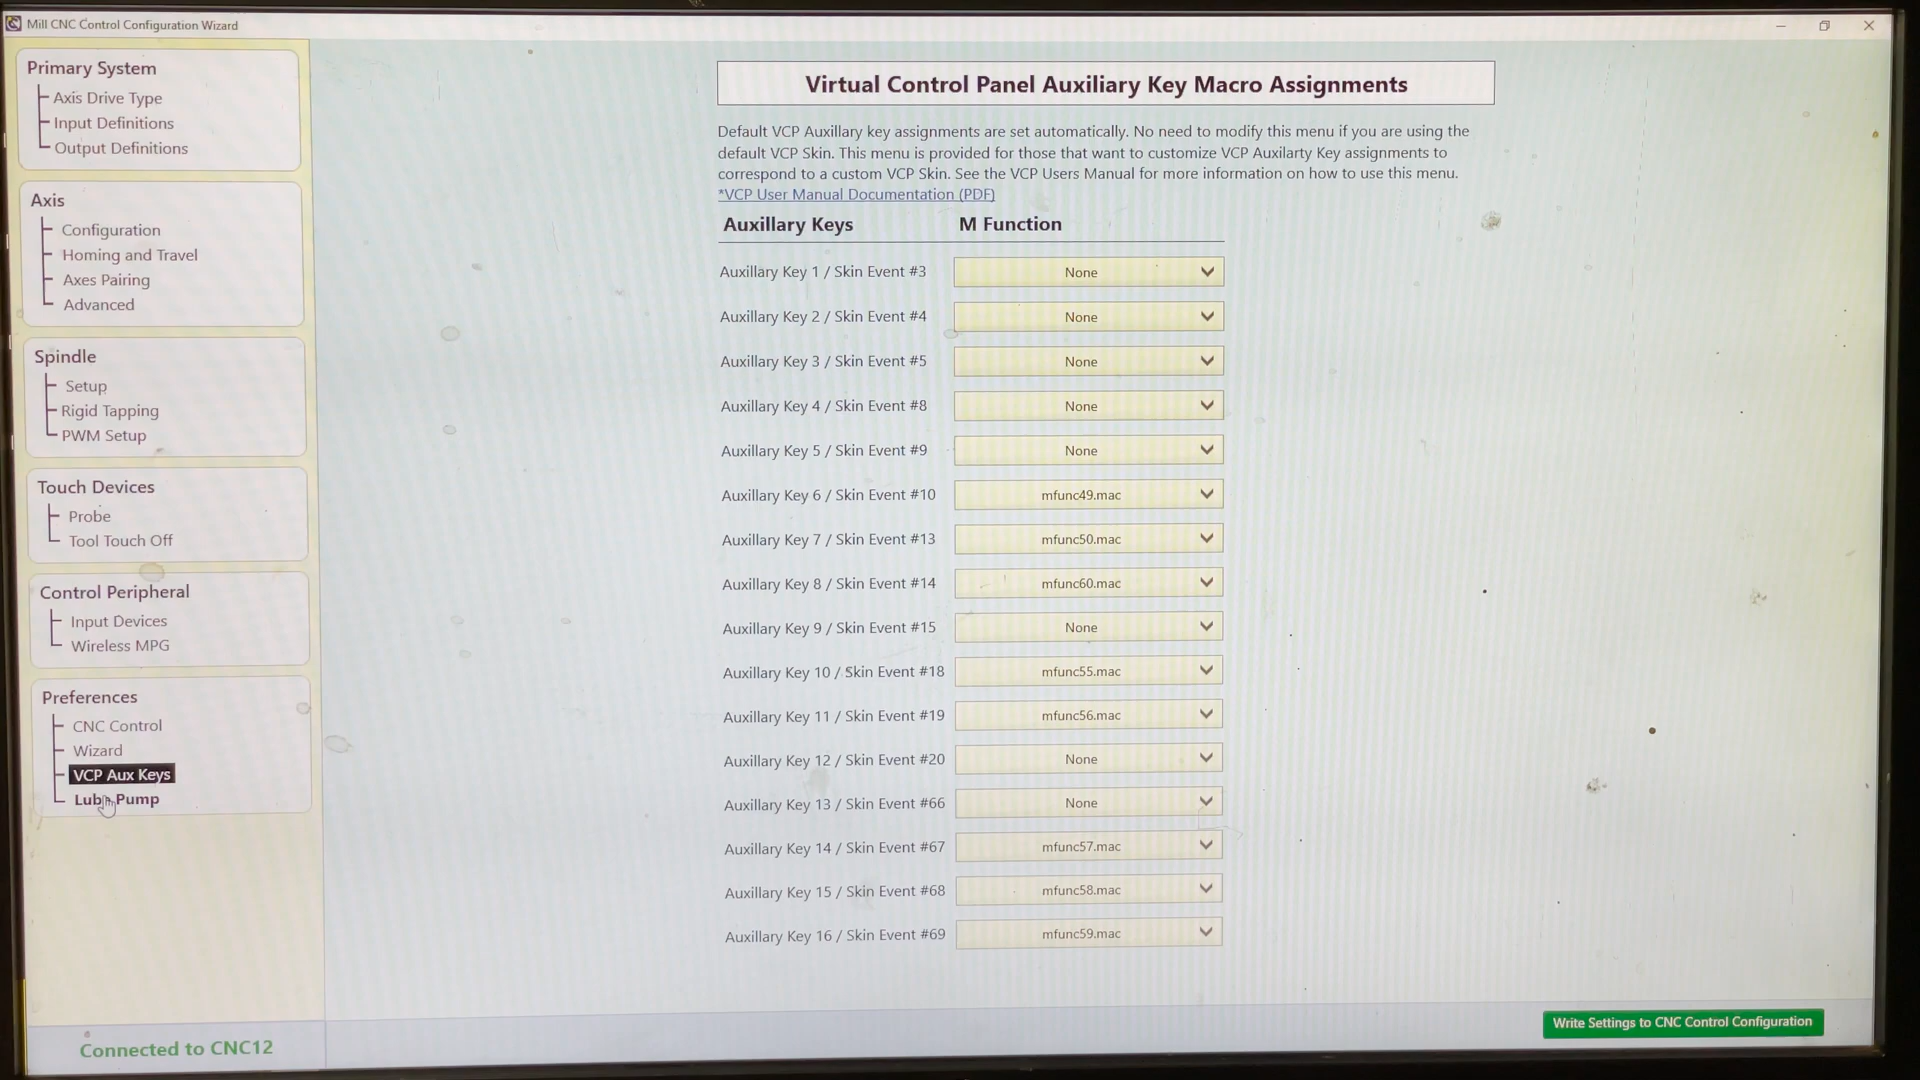 Mill CNC Control Configuration Wizard
Primary System
Axis Drive Type
Input Definitions
Output Definitions
Axis
Configuration
Homing and Travel
Axes Pairing
Advanced
Spindle
Setup
Rigid Tapping
PWM Setup
Touch Devices
Probe
Tool Touch Off
Control Peripheral
Input Devices
Wireless MPG
Preferences
CNC Control
Wizard
VCP Aux Keys
Lube Pump
Connected to CNC12
Virtual Control Panel Auxiliary Key Macro Assignments
Default VCP Auxillary key assignments are set automatically. No need to modify this menu if you are using the
default VCP Skin. This menu is provided for those that want to customize VCP Auxilarty Key assignments to
correspond to a custom VCP Skin. See the VCP Users Manual for more information on how to use this menu.
*VCP User Manual Documentation (PDF)
Auxillary Keys M Function
Auxillary Key 1 / Skin Event #3 None
Auxillary Key 2 / Skin Event #4 None
Auxillary Key 3 / Skin Event #5 None
Auxillary Key 4 / Skin Event #8 None
Auxillary Key 5 / Skin Event #9 None
Auxillary Key 6 / Skin Event #10 mfunc49.mac
Auxillary Key 7 / Skin Event #13 mfunc50.mac
Auxillary Key 8 / Skin Event #14 mfunc60.mac
Auxillary Key 9 / Skin Event #15 None
Auxillary Key 10 / Skin Event #18 mfunc55.mac
Auxillary Key 11 / Skin Event #19 mfunc56.mac
Auxillary Key 12 / Skin Event #20 None
Auxillary Key 13 / Skin Event #66 None
Auxillary Key 14 / Skin Event #67 mfunc57.mac
Auxillary Key 15 / Skin Event #68 mfunc58.mac
Auxillary Key 16 / Skin Event #69 mfunc59.mac
Write Settings to CNC Control Configuration